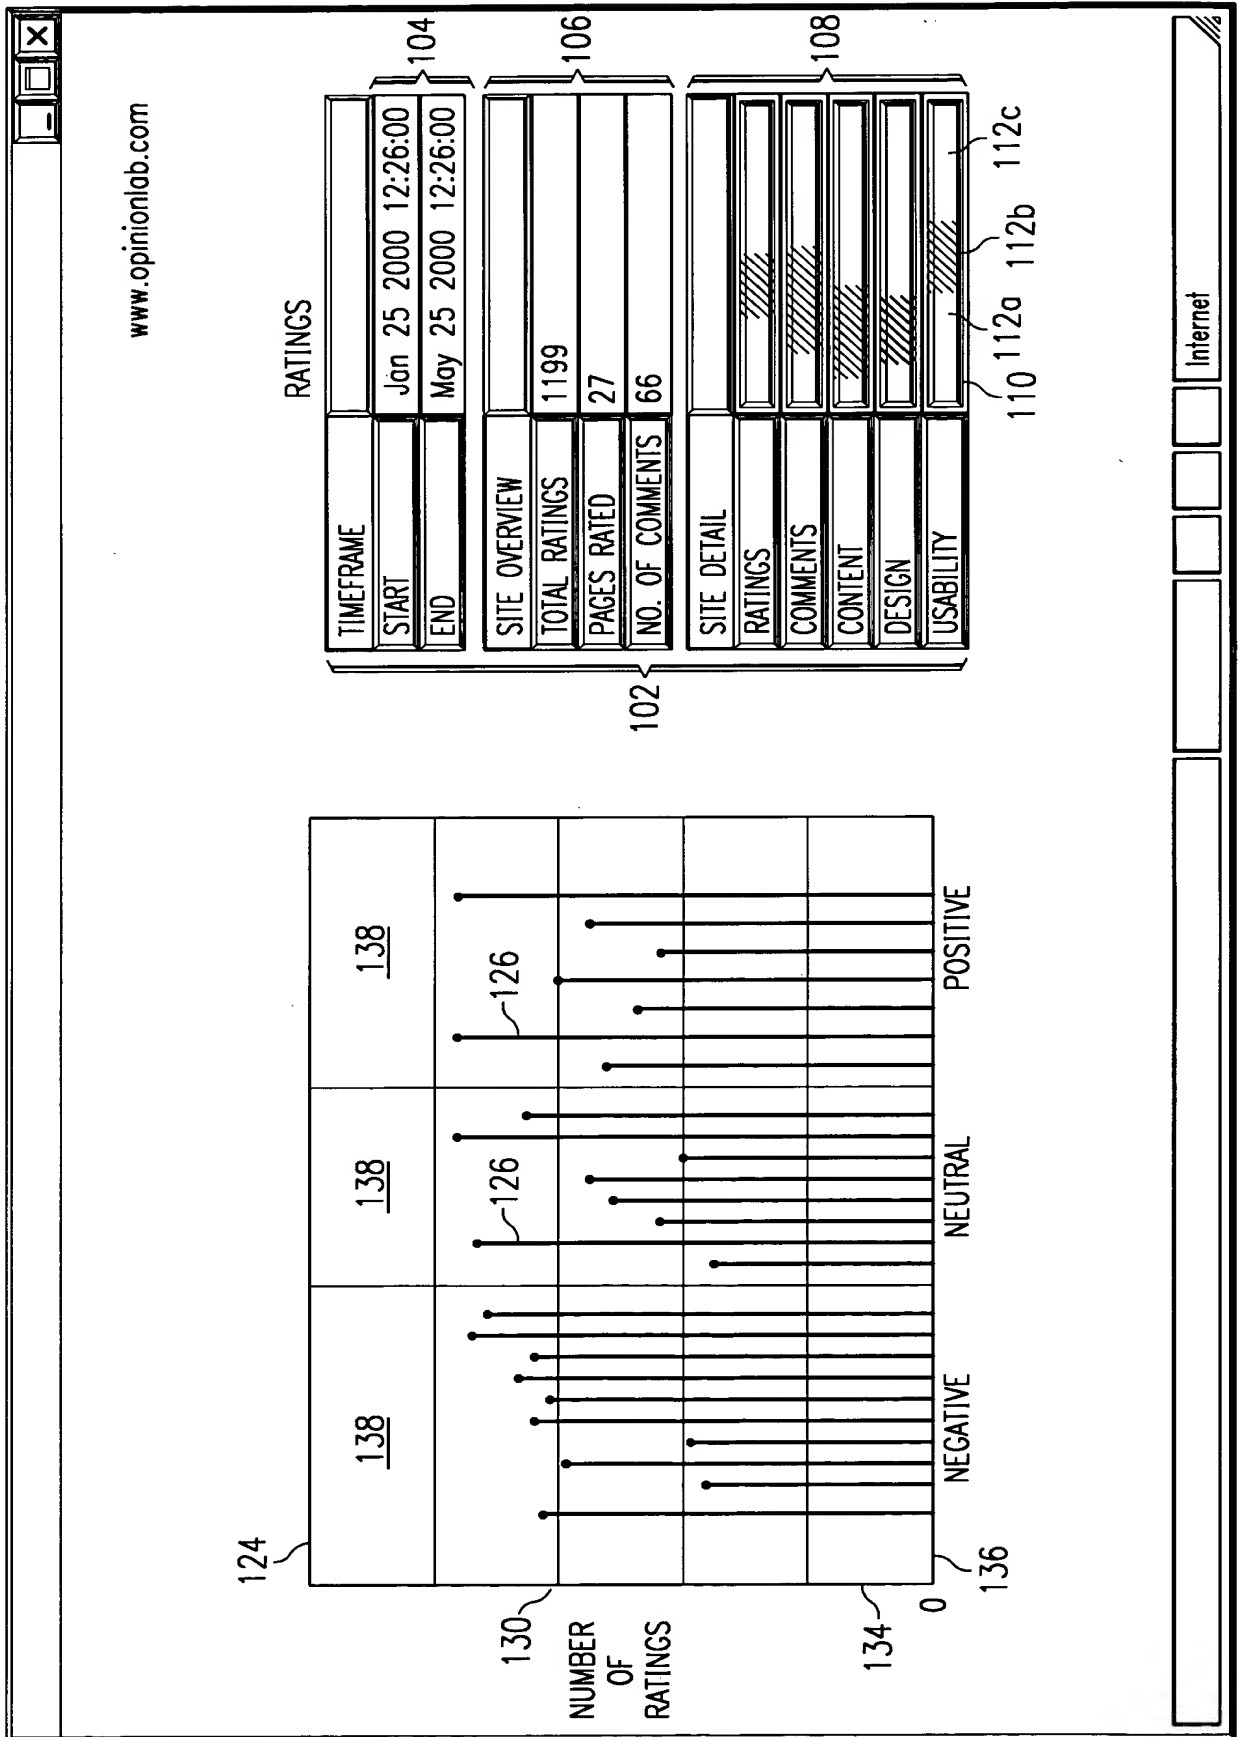 www.opinionlab.com
124
138
138
138
126
126
130
NUMBER
OF
RATINGS
134
0
136
NEGATIVE
NEUTRAL
POSITIVE
RATINGS
102
TIMEFRAME
START Jan 25 2000 12:26:00
END May 25 2000 12:26:00
104
SITE OVERVIEW
TOTAL RATINGS 1199
PAGES RATED 27
NO. OF COMMENTS 66
106
SITE DETAIL
RATINGS
COMMENTS
CONTENT
DESIGN
USABILITY
108
110 112a 112b 112c
Internet